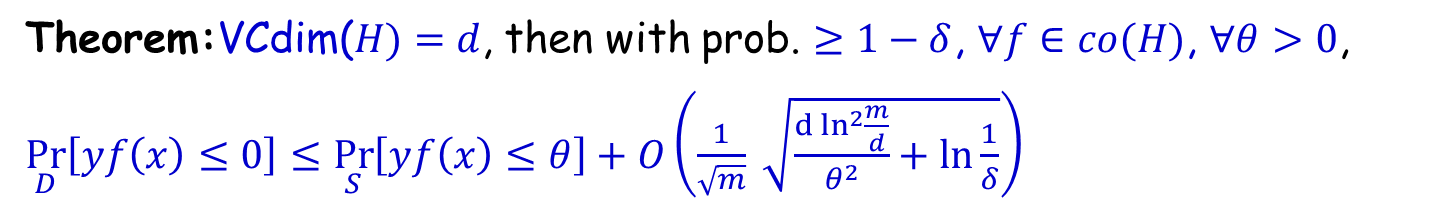 Theorem: VCdim(H) = d, then with prob. ≥ 1 − δ, ∀f ∈ co(H), ∀θ > 0,
Pr_D[yf(x) ≤ 0] ≤ Pr_S[yf(x) ≤ θ] + O(1/√m √(d ln² m/d / θ² + ln 1/δ))